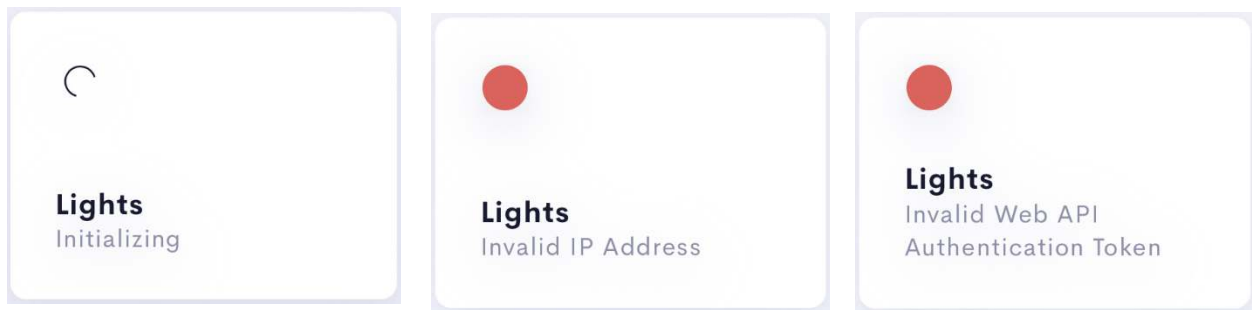 Lights
Initializing
Lights
Invalid IP Address
Lights
Invalid Web API
Authentication Token